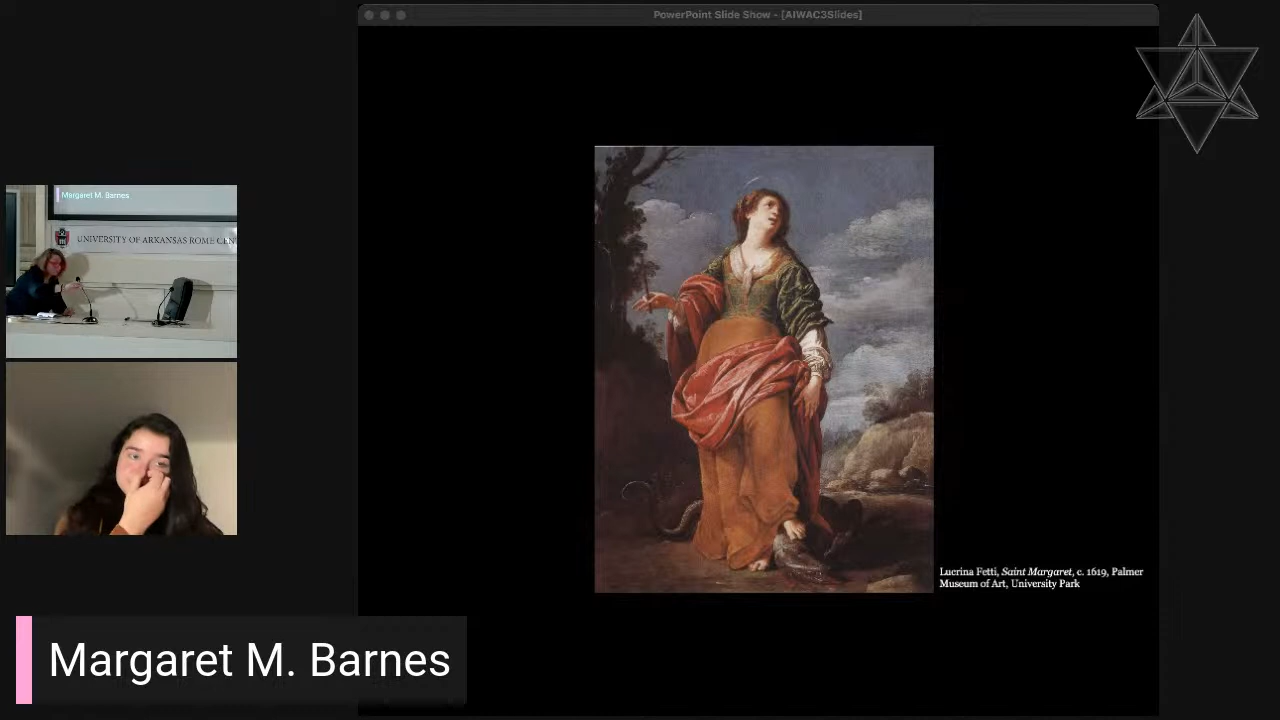 PowerPoint Slide Show - [AIWAC3Slides]
Margaret M. Barnes
UNIVERSITY OF ARKANSAS ROME CEN
Lucrina Fetti, Saint Margaret, c. 1619, Palmer
Museum of Art, University Park
Margaret M. Barnes